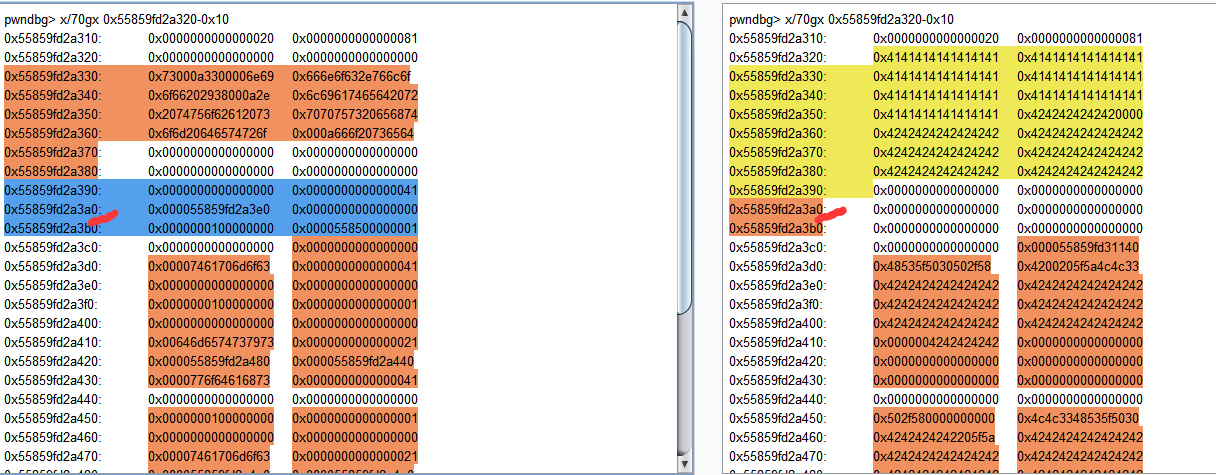 pwndbg> x/70gx 0x55859fd2a320-0x10
0x55859fd2a310: 0x0000000000000020 0x0000000000000081
0x55859fd2a320: 0x0000000000000000 0x0000000000000000
0x55859fd2a330: 0x73000a3300006e69 0x666e6f632e766c6f
0x55859fd2a340: 0x6f66202938000a2e 0x6c69617465642072
0x55859fd2a350: 0x2074756f62612073 0x7070757320656874
0x55859fd2a360: 0x6f6d20646574726f 0x000a666f20736564
0x55859fd2a370: 0x0000000000000000 0x0000000000000000
0x55859fd2a380: 0x0000000000000000 0x0000000000000000
0x55859fd2a390: 0x0000000000000000 0x0000000000000041
0x55859fd2a3a0: 0x000055859fd2a3e0 0x0000000000000000
0x55859fd2a3b0: 0x0000000100000000 0x0000558500000001
0x55859fd2a3c0: 0x0000000000000000 0x0000000000000000
0x55859fd2a3d0: 0x00007461706d6f63 0x0000000000000041
0x55859fd2a3e0: 0x0000000000000000 0x0000000000000000
0x55859fd2a3f0: 0x0000000100000000 0x0000000000000001
0x55859fd2a400: 0x0000000000000000 0x0000000000000000
0x55859fd2a410: 0x00646d6574737973 0x0000000000000021
0x55859fd2a420: 0x000055859fd2a480 0x000055859fd2a440
0x55859fd2a430: 0x0000776f64616873 0x0000000000000041
0x55859fd2a440: 0x0000000000000000 0x0000000000000000
0x55859fd2a450: 0x0000000100000000 0x0000000000000001
0x55859fd2a460: 0x0000000000000000 0x0000000000000000
0x55859fd2a470: 0x00007461706d6f63 0x0000000000000021
pwndbg> x/70gx 0x55859fd2a320-0x10
0x55859fd2a310: 0x0000000000000020 0x0000000000000081
0x55859fd2a320: 0x4141414141414141 0x4141414141414141
0x55859fd2a330: 0x4141414141414141 0x4141414141414141
0x55859fd2a340: 0x4141414141414141 0x4141414141414141
0x55859fd2a350: 0x4141414141414141 0x4242424242420000
0x55859fd2a360: 0x4242424242424242 0x4242424242424242
0x55859fd2a370: 0x4242424242424242 0x4242424242424242
0x55859fd2a380: 0x4242424242424242 0x4242424242424242
0x55859fd2a390: 0x0000000000000000 0x0000000000000000
0x55859fd2a3a0: 0x0000000000000000 0x0000000000000000
0x55859fd2a3b0: 0x0000000000000000 0x0000000000000000
0x55859fd2a3c0: 0x0000000000000000 0x000055859fd31140
0x55859fd2a3d0: 0x48535f5030502f58 0x4200205f5a4c4c33
0x55859fd2a3e0: 0x4242424242424242 0x4242424242424242
0x55859fd2a3f0: 0x4242424242424242 0x4242424242424242
0x55859fd2a400: 0x4242424242424242 0x4242424242424242
0x55859fd2a410: 0x0000004242424242 0x0000000000000000
0x55859fd2a420: 0x0000000000000000 0x0000000000000000
0x55859fd2a430: 0x0000000000000000 0x0000000000000000
0x55859fd2a440: 0x0000000000000000 0x0000000000000000
0x55859fd2a450: 0x502f580000000000 0x4c4c3348535f5030
0x55859fd2a460: 0x4242424242205f5a 0x4242424242424242
0x55859fd2a470: 0x4242424242424242 0x4242424242424242